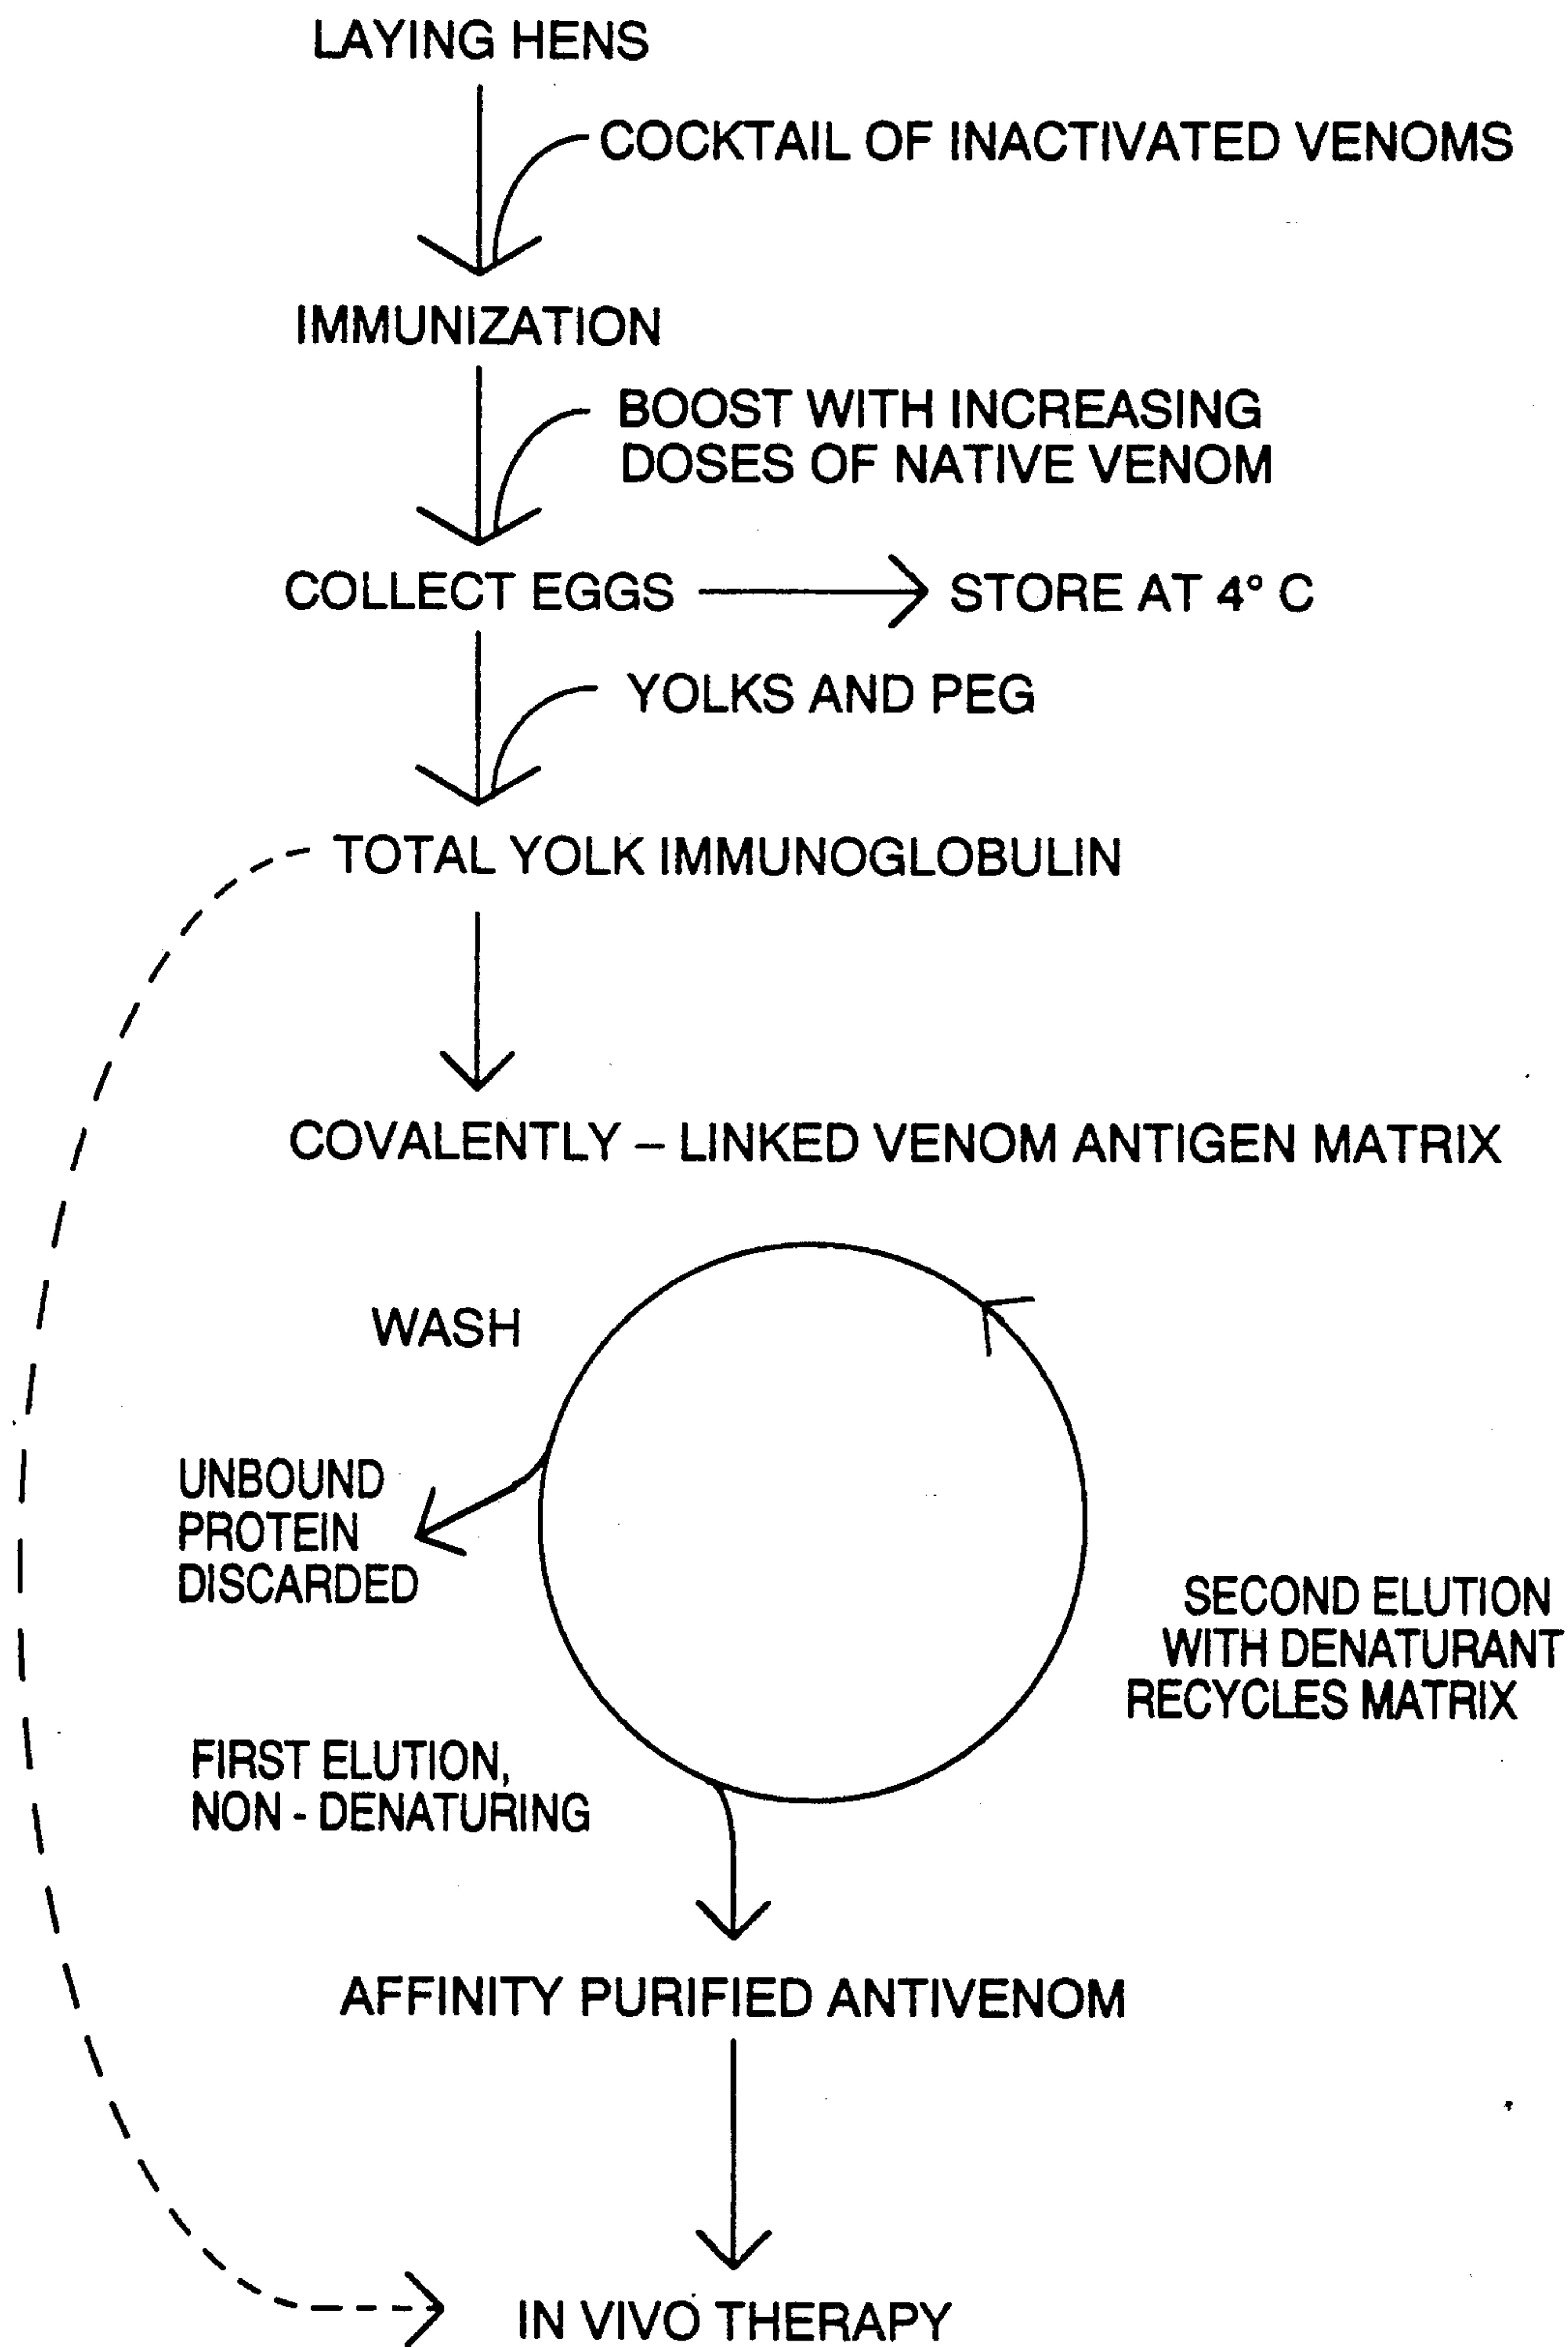 LAYING HENS
COCKTAIL OF INACTIVATED VENOMS
IMMUNIZATION
BOOST WITH INCREASING
DOSES OF NATIVE VENOM
COLLECT EGGS
STORE AT 4° C
YOLKS AND PEG
TOTAL YOLK IMMUNOGLOBULIN
COVALENTLY – LINKED VENOM ANTIGEN MATRIX
WASH
UNBOUND
PROTEIN
DISCARDED
SECOND ELUTION
WITH DENATURANT
RECYCLES MATRIX
FIRST ELUTION,
NON - DENATURING
AFFINITY PURIFIED ANTIVENOM
IN VIVO THERAPY